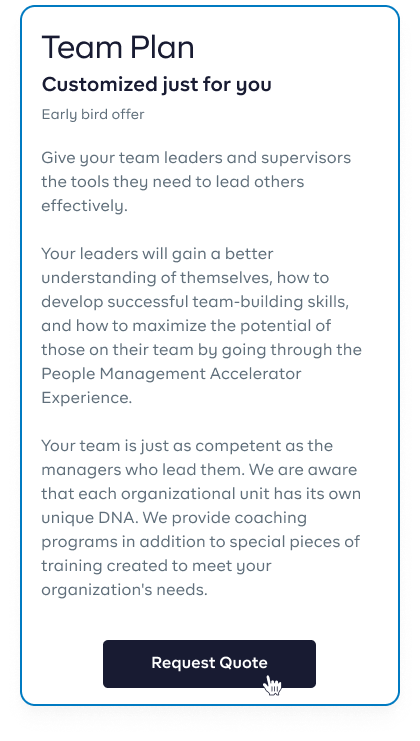 Team Plan
Customized just for you
Early bird offer
Give your team leaders and supervisors
the tools they need to lead others
effectively.
Your leaders will gain a better
understanding of themselves, how to
develop successful team-building skills,
and how to maximize the potential of
those on their team by going through the
People Management Accelerator
Experience.
Your team is just as competent as the
managers who lead them. We are aware
that each organizational unit has its own
unique DNA. We provide coaching
programs in addition to special pieces of
training created to meet your
organization's needs.
Request Quote